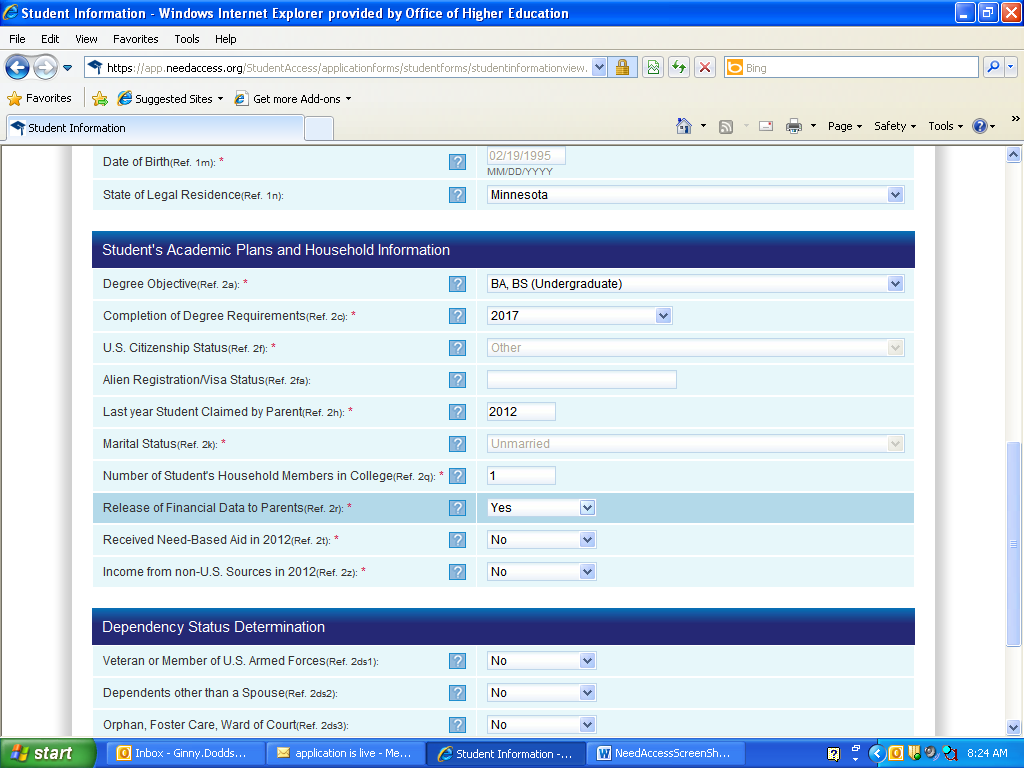 Student Information - Windows Internet Explorer provided by Office of Higher Education
File Edit View Favorites Tools Help
https://app.needaccess.org/StudentAccess/applicationforms/studentforms/studentinformationview. Bing
Favorites Suggested Sites Get more Add-ons
Student Information Page Safety Tools »
Date of Birth(Ref. 1m): * ? 02/19/1995
MM/DD/YYYY
State of Legal Residence(Ref. 1n): ? Minnesota
Student's Academic Plans and Household Information
Degree Objective(Ref. 2a): * ? BA, BS (Undergraduate)
Completion of Degree Requirements(Ref. 2c): * ? 2017
U.S. Citizenship Status(Ref. 2f): * ? Other
Alien Registration/Visa Status(Ref. 2fa): ?
Last year Student Claimed by Parent(Ref. 2h): * ? 2012
Marital Status(Ref. 2k): * ? Unmarried
Number of Student's Household Members in College(Ref. 2q): * ? 1
Release of Financial Data to Parents(Ref. 2r): * ? Yes
Received Need-Based Aid in 2012(Ref. 2t): * ? No
Income from non-U.S. Sources in 2012(Ref. 2z): * ? No
Dependency Status Determination
Veteran or Member of U.S. Armed Forces(Ref. 2ds1): ? No
Dependents other than a Spouse(Ref. 2ds2): ? No
Orphan, Foster Care, Ward of Court(Ref. 2ds3): ? No
start Inbox - Ginny.Dodds... application is live - Me... Student Information -... NeedAccessScreenSh... 8:24 AM